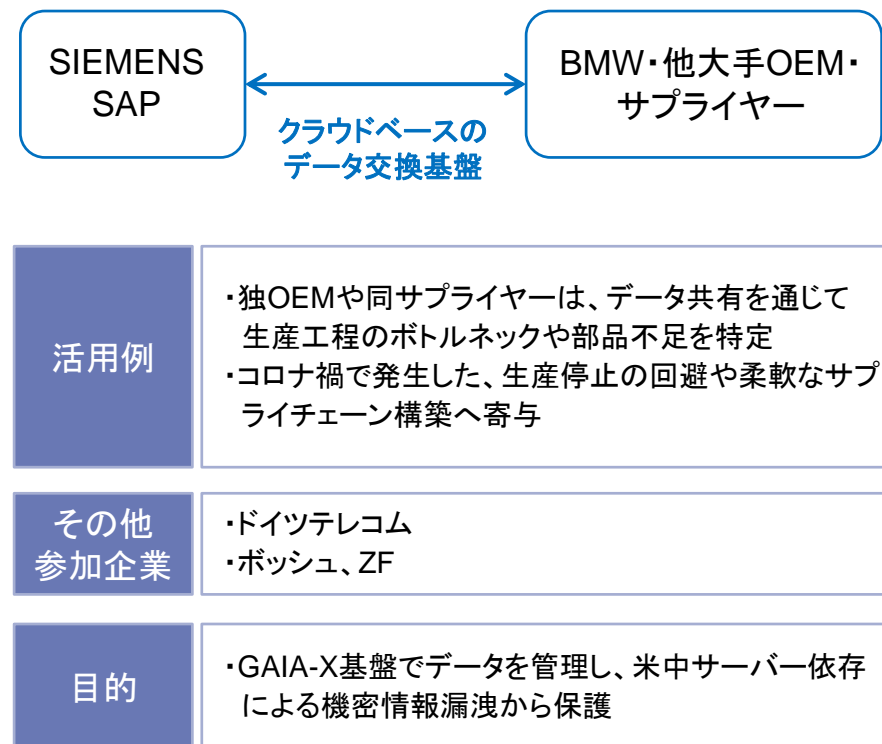 SIEMENS
SAP
BMW・他大手OEM・
サプライヤー
クラウドベースの
データ交換基盤
活用例
・独OEMや同サプライヤーは、データ共有を通じて
生産工程のボトルネックや部品不足を特定
・コロナ禍で発生した、生産停止の回避や柔軟なサプ
ライチェーン構築へ寄与
その他
参加企業
・ドイツテレコム
・ボッシュ、ZF
目的
・GAIA-X基盤でデータを管理し、米中サーバー依存
による機密情報漏洩から保護